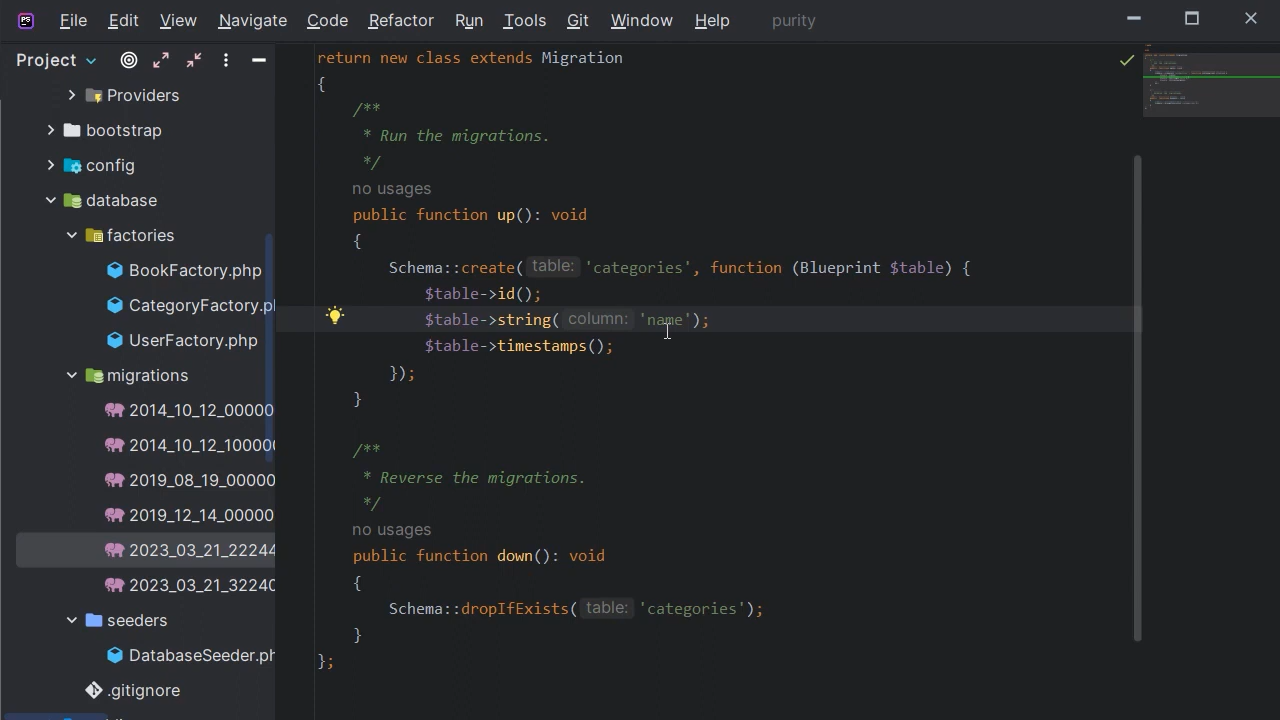 PS File Edit View Navigate Code Refactor Run Tools Git Window Help purity
Project
Providers
bootstrap
config
database
factories
BookFactory.php
CategoryFactory.p
UserFactory.php
migrations
2014_10_12_00000
2014_10_12_10000
2019_08_19_00000
2019_12_14_00000
2023_03_21_22244
2023_03_21_32240
seeders
DatabaseSeeder.ph
.gitignore
return new class extends Migration
{
/**
* Run the migrations.
*/
no usages
public function up(): void
{
Schema::create( table: 'categories', function (Blueprint $table) {
$table->id();
$table->string( column: 'name');
$table->timestamps();
});
}
/**
* Reverse the migrations.
*/
no usages
public function down(): void
{
Schema::dropIfExists( table: 'categories');
}
};